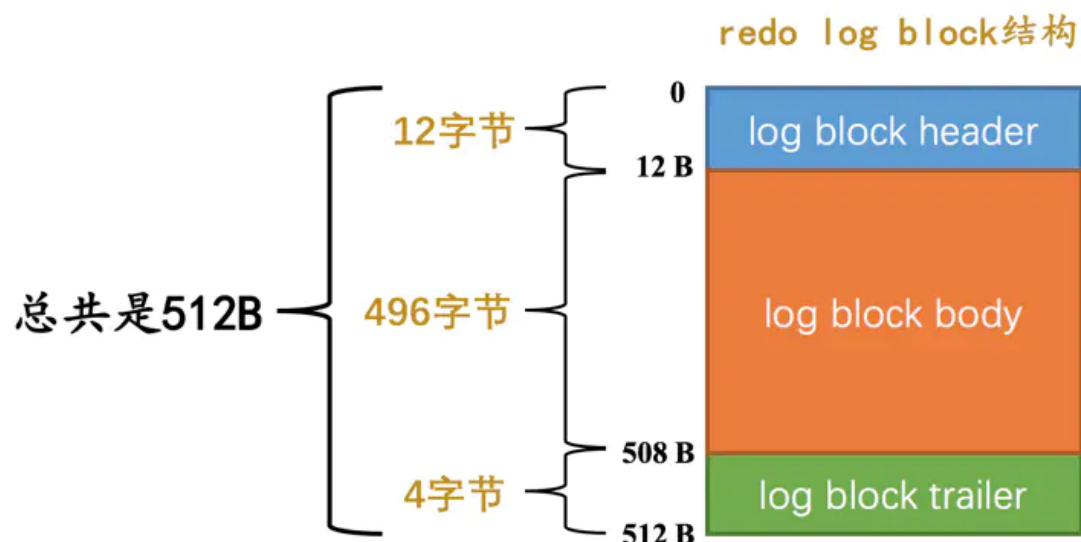 redo log block结构
0
12字节
log block header
12 B
总共是512B
496字节
log block body
508 B
4字节
log block trailer
512 B